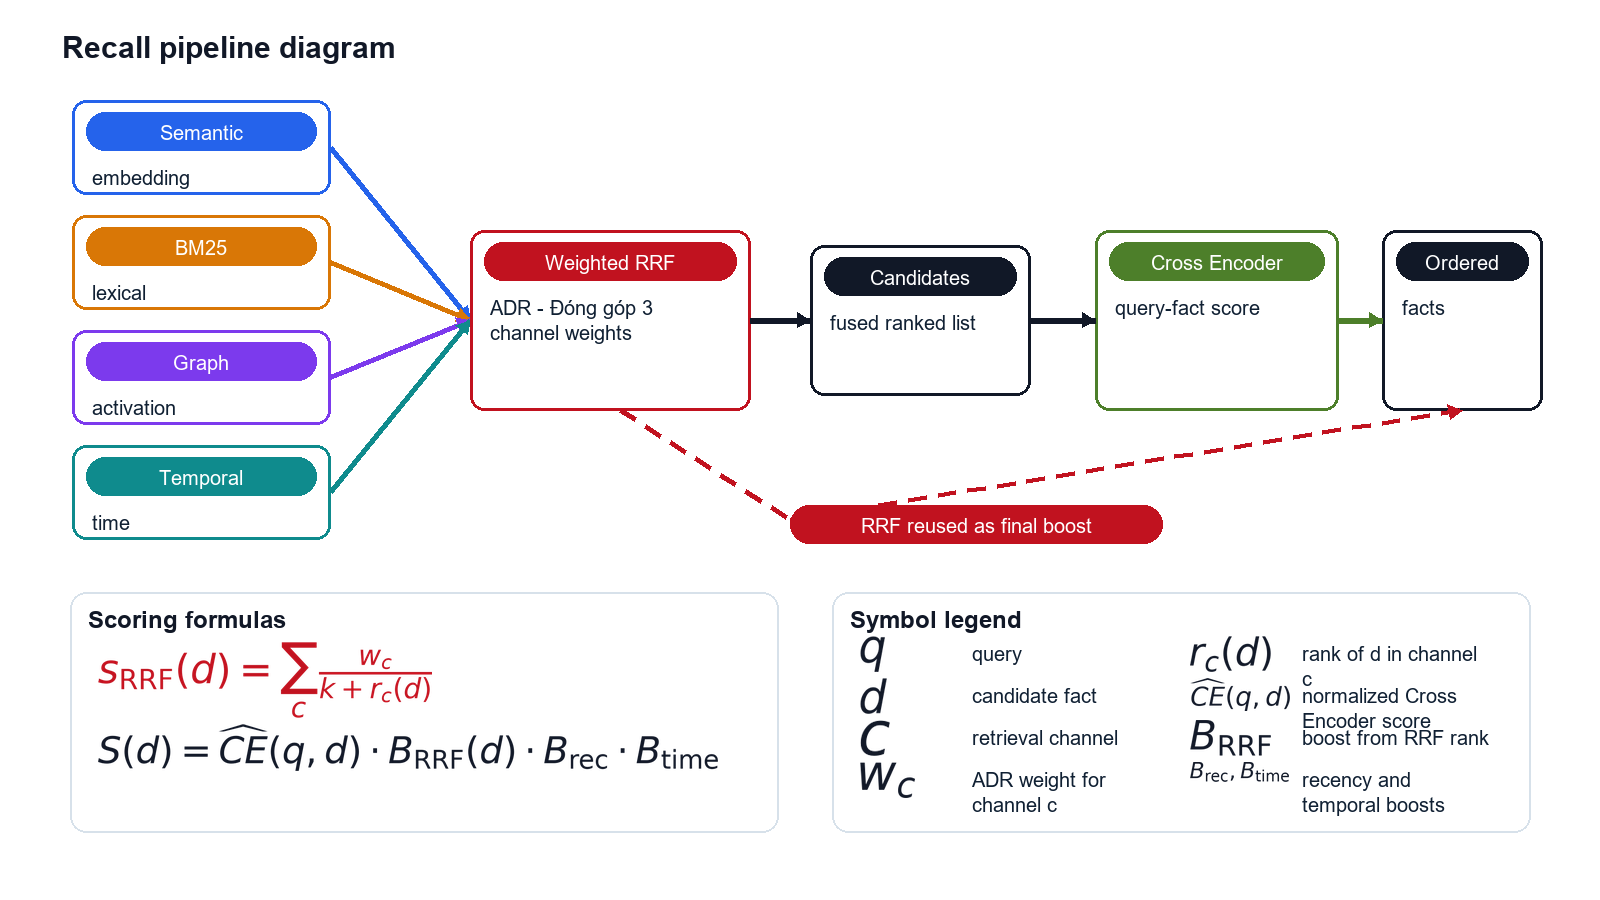 Recall pipeline diagram
Semantic
embedding
BM25
lexical
Graph
activation
Temporal
time
Weighted RRF
ADR - Đóng góp 3
channel weights
Candidates
fused ranked list
Cross Encoder
query-fact score
Ordered
facts
RRF reused as final boost
Scoring formulas
s_RRF(d) = ∑_c w_c / (k + r_c(d))
S(d) = \widehat{CE}(q, d) · B_RRF(d) · B_rec · B_time
Symbol legend
q query
d candidate fact
C retrieval channel
w_c ADR weight for
channel c
r_c(d) rank of d in channel
c
\widehat{CE}(q, d) normalized Cross
Encoder score
B_RRF boost from RRF rank
B_rec, B_time recency and
temporal boosts